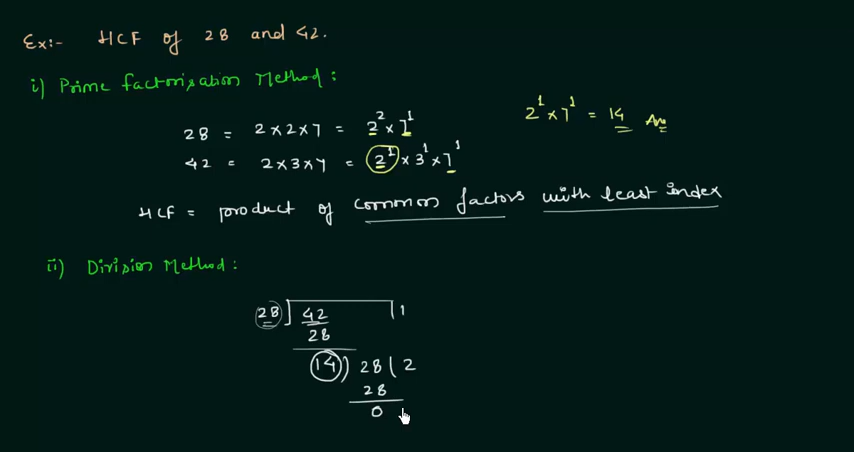 Ex:- HCF of 28 and 42.
i) Prime factorisation Method:
28 = 2 × 2 × 7 = 2² × 7¹
42 = 2 × 3 × 7 = 2¹ × 3¹ × 7¹
2¹ × 7¹ = 14 Ans
HCF = product of common factors with least index
ii) Division Method:
28 ] 42 [ 1
28
14 ) 28 ( 2
28
0